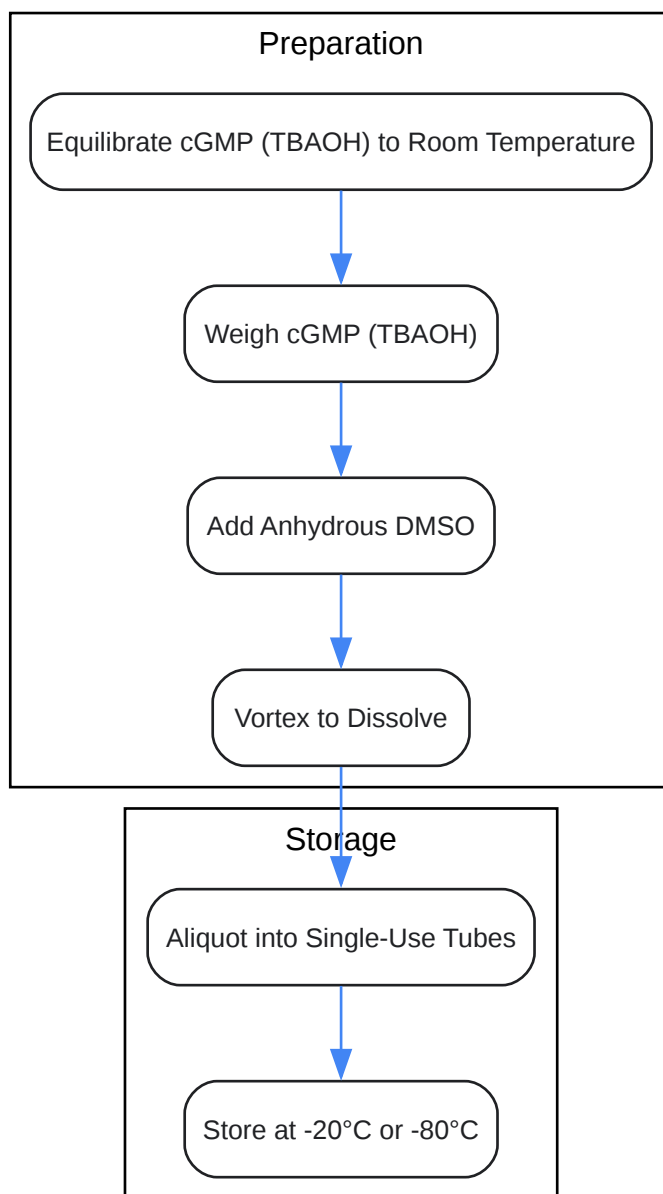 Preparation
Equilibrate cGMP (TBAOH) to Room Temperature
Weigh cGMP (TBAOH)
Add Anhydrous DMSO
Vortex to Dissolve
Storage
Aliquot into Single-Use Tubes
Store at -20°C or -80°C